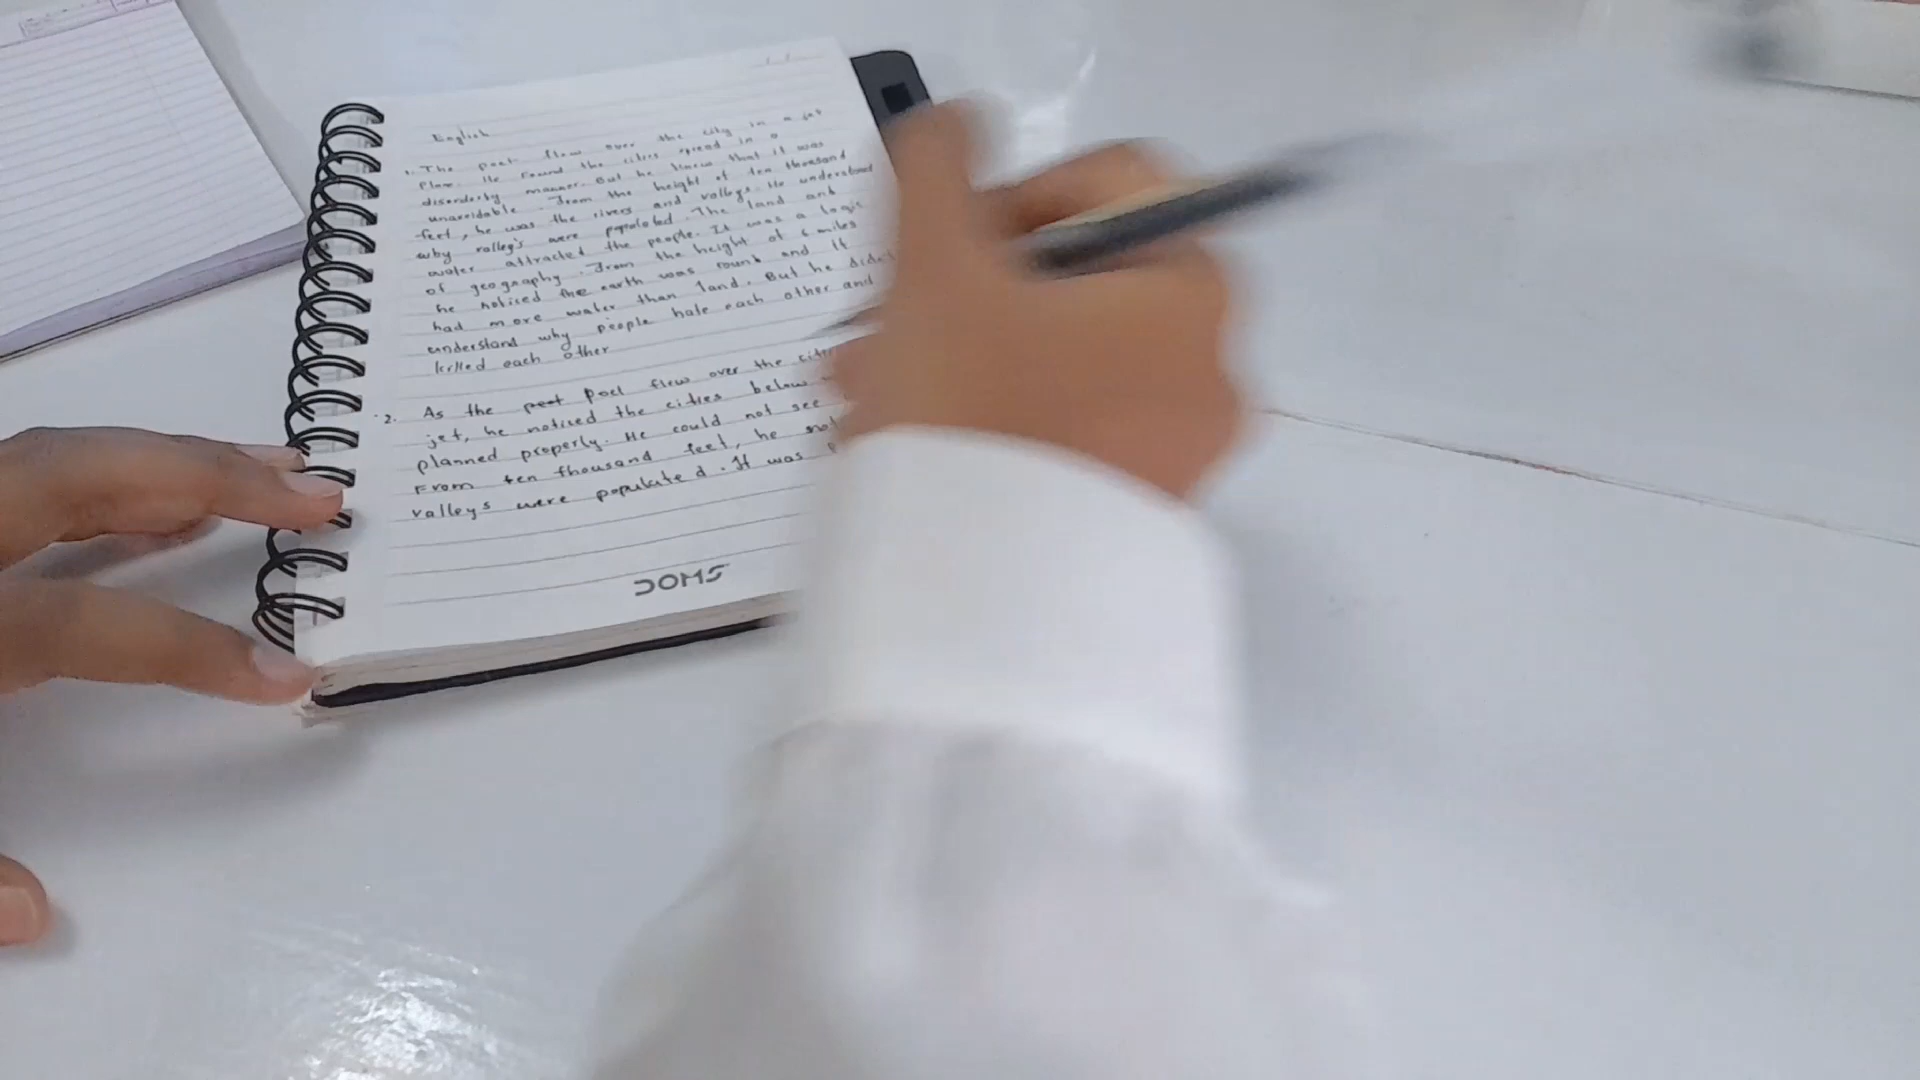 English
1. The poet flew over the city in a jet
Plane. He found the cities spread in a
disorderly manner. But he knew that it was
unavoidable. From the height of ten thousand
feet, he was the rivers and valleys. He understood
why valleys were populated. The land and
water attracted the people. It was a logic
of geography. From the height of 6 miles
he noticed the earth was round and it
had more water than land. But he didn't
understand why people hate each other and
killed each other
2. As the poet Poet flew over the cities
jet, he noticed the cities below
planned properly. He could not see
From ten thousand feet, he
valleys were populated. It was
DOMS